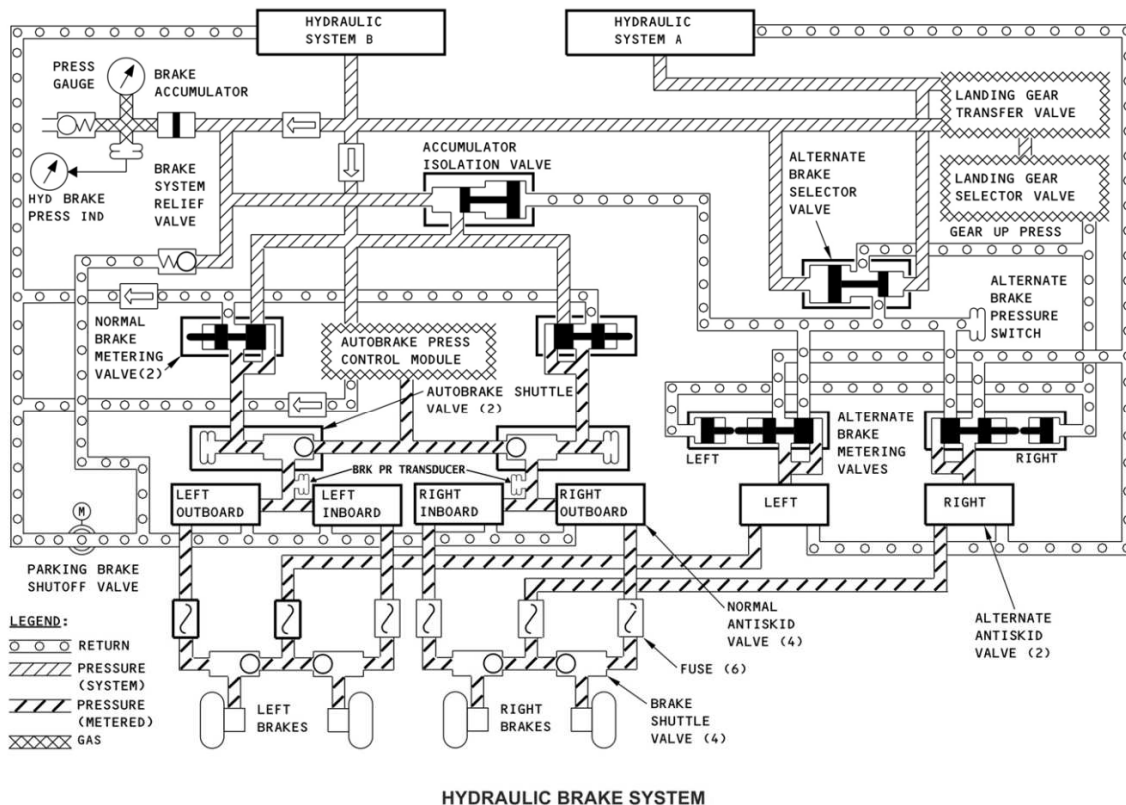 HYDRAULIC
SYSTEM B
HYDRAULIC
SYSTEM A
PRESS
GAUGE
BRAKE
ACCUMULATOR
LANDING GEAR
TRANSFER VALVE
ACCUMULATOR
ISOLATION VALVE
ALTERNATE
BRAKE
SELECTOR
VALVE
HYD BRAKE
PRESS IND
BRAKE
SYSTEM
RELIEF
VALVE
LANDING GEAR
SELECTOR VALVE
GEAR UP PRESS
ALTERNATE
BRAKE
PRESSURE
SWITCH
NORMAL
BRAKE
METERING
VALVE(2)
AUTOBRAKE PRESS
CONTROL MODULE
AUTOBRAKE SHUTTLE
VALVE (2)
LEFT
ALTERNATE
BRAKE
METERING
VALVES
RIGHT
BRK PR TRANSDUCER
LEFT
OUTBOARD
LEFT
INBOARD
RIGHT
INBOARD
RIGHT
OUTBOARD
LEFT
RIGHT
M
PARKING BRAKE
SHUTOFF VALVE
NORMAL
ANTISKID
VALVE (4)
ALTERNATE
ANTISKID
VALVE (2)
FUSE (6)
LEGEND:
RETURN
PRESSURE
(SYSTEM)
PRESSURE
(METERED)
GAS
LEFT
BRAKES
RIGHT
BRAKES
BRAKE
SHUTTLE
VALVE (4)
HYDRAULIC BRAKE SYSTEM